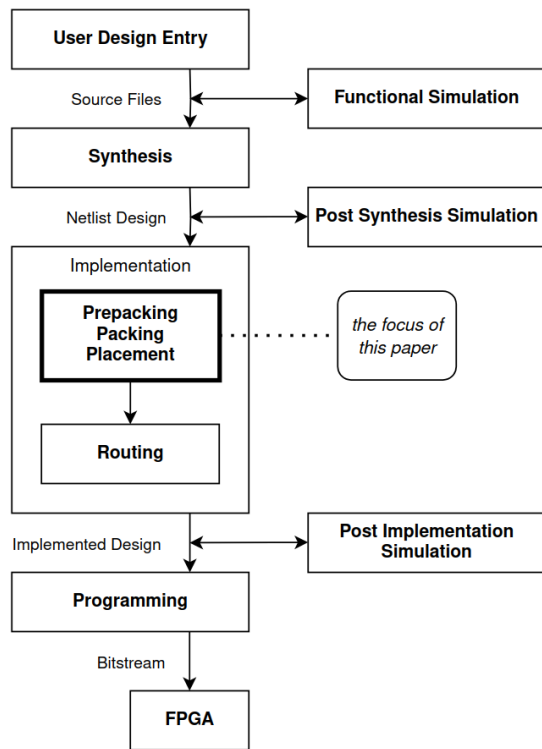 User Design Entry
Source Files
Functional Simulation
Synthesis
Netlist Design
Post Synthesis Simulation
Implementation
Prepacking
Packing
Placement
the focus of
this paper
Routing
Implemented Design
Post Implementation
Simulation
Programming
Bitstream
FPGA